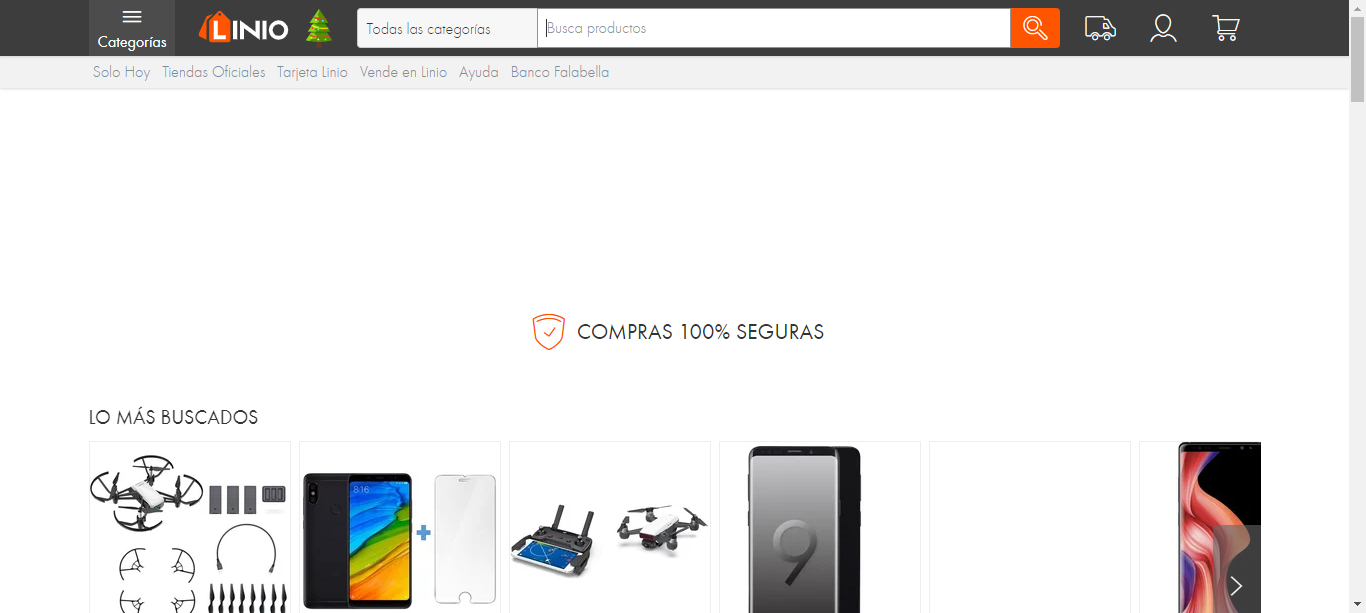 Categorías
LINIO
Todas las categorías
Busca productos
Solo Hoy Tiendas Oficiales Tarjeta Linio Vende en Linio Ayuda Banco Falabella
COMPRAS 100% SEGURAS
LO MÁS BUSCADOS
8:16
9